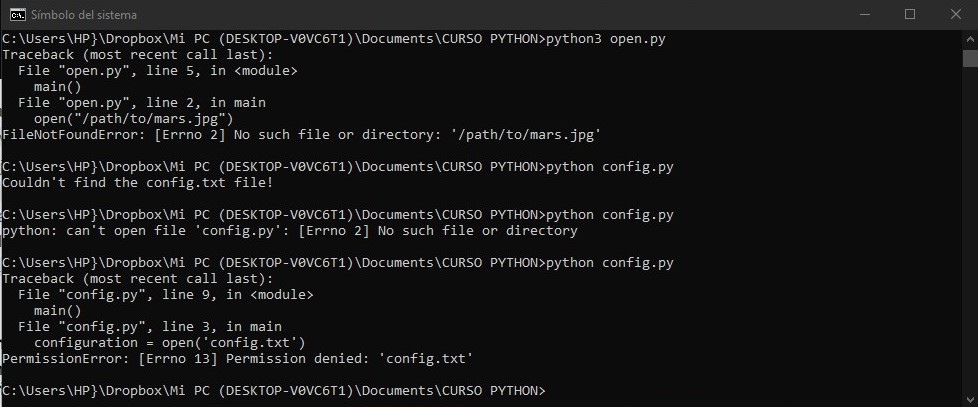 Símbolo del sistema
C:\Users\HP}\Dropbox\Mi PC (DESKTOP-V0VC6T1)\Documents\CURSO PYTHON>python3 open.py
Traceback (most recent call last):
  File "open.py", line 5, in <module>
    main()
  File "open.py", line 2, in main
    open("/path/to/mars.jpg")
FileNotFoundError: [Errno 2] No such file or directory: '/path/to/mars.jpg'
C:\Users\HP}\Dropbox\Mi PC (DESKTOP-V0VC6T1)\Documents\CURSO PYTHON>python config.py
Couldn't find the config.txt file!
C:\Users\HP}\Dropbox\Mi PC (DESKTOP-V0VC6T1)\Documents\CURSO PYTHON>python config.py
python: can't open file 'config.py': [Errno 2] No such file or directory
C:\Users\HP}\Dropbox\Mi PC (DESKTOP-V0VC6T1)\Documents\CURSO PYTHON>python config.py
Traceback (most recent call last):
  File "config.py", line 9, in <module>
    main()
  File "config.py", line 3, in main
    configuration = open('config.txt')
PermissionError: [Errno 13] Permission denied: 'config.txt'
C:\Users\HP}\Dropbox\Mi PC (DESKTOP-V0VC6T1)\Documents\CURSO PYTHON>